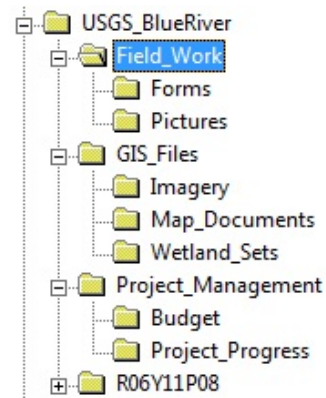 USGS_BlueRiver
Field_Work
Forms
Pictures
GIS_Files
Imagery
Map_Documents
Wetland_Sets
Project_Management
Budget
Project_Progress
R06Y11P08